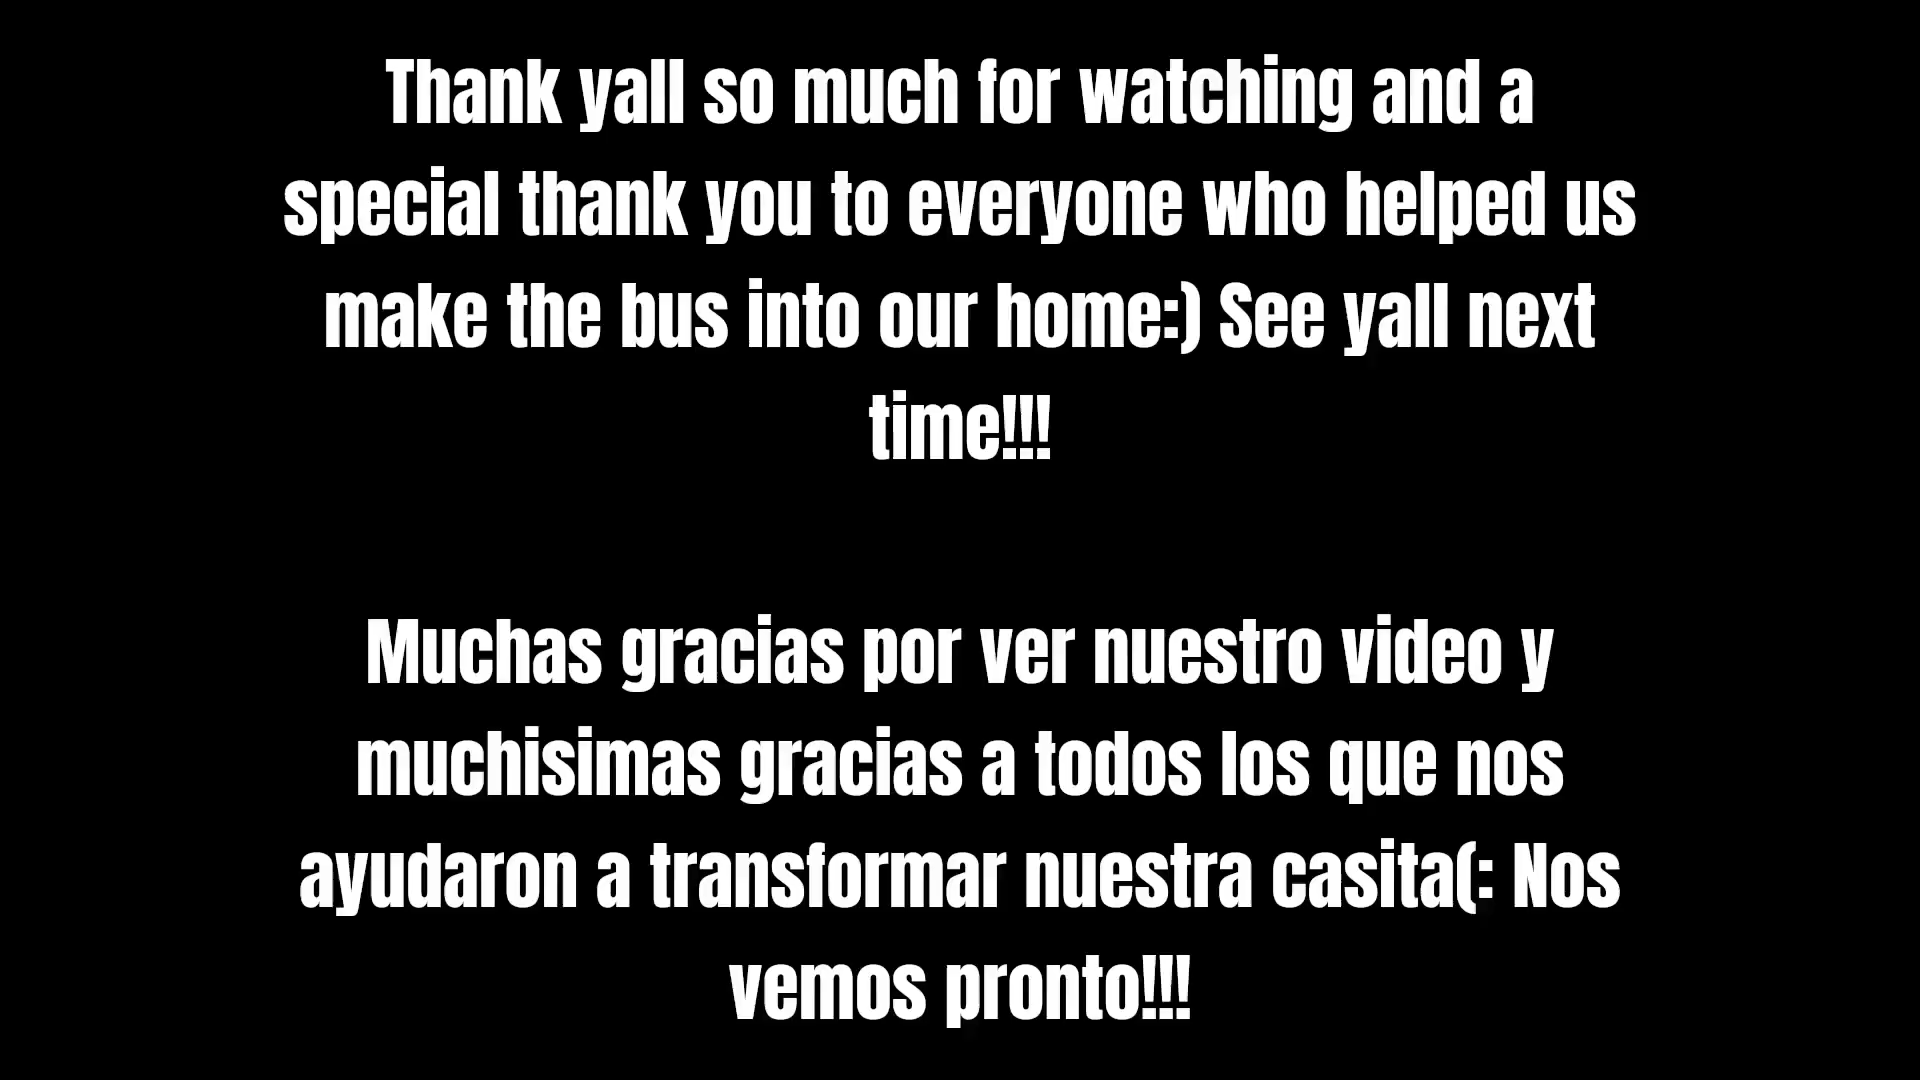 Thank yall so much for watching and a
special thank you to everyone who helped us
make the bus into our home:) See yall next
time!!!
Muchas gracias por ver nuestro video y
muchisimas gracias a todos los que nos
ayudaron a transformar nuestra casita(: Nos
vemos pronto!!!